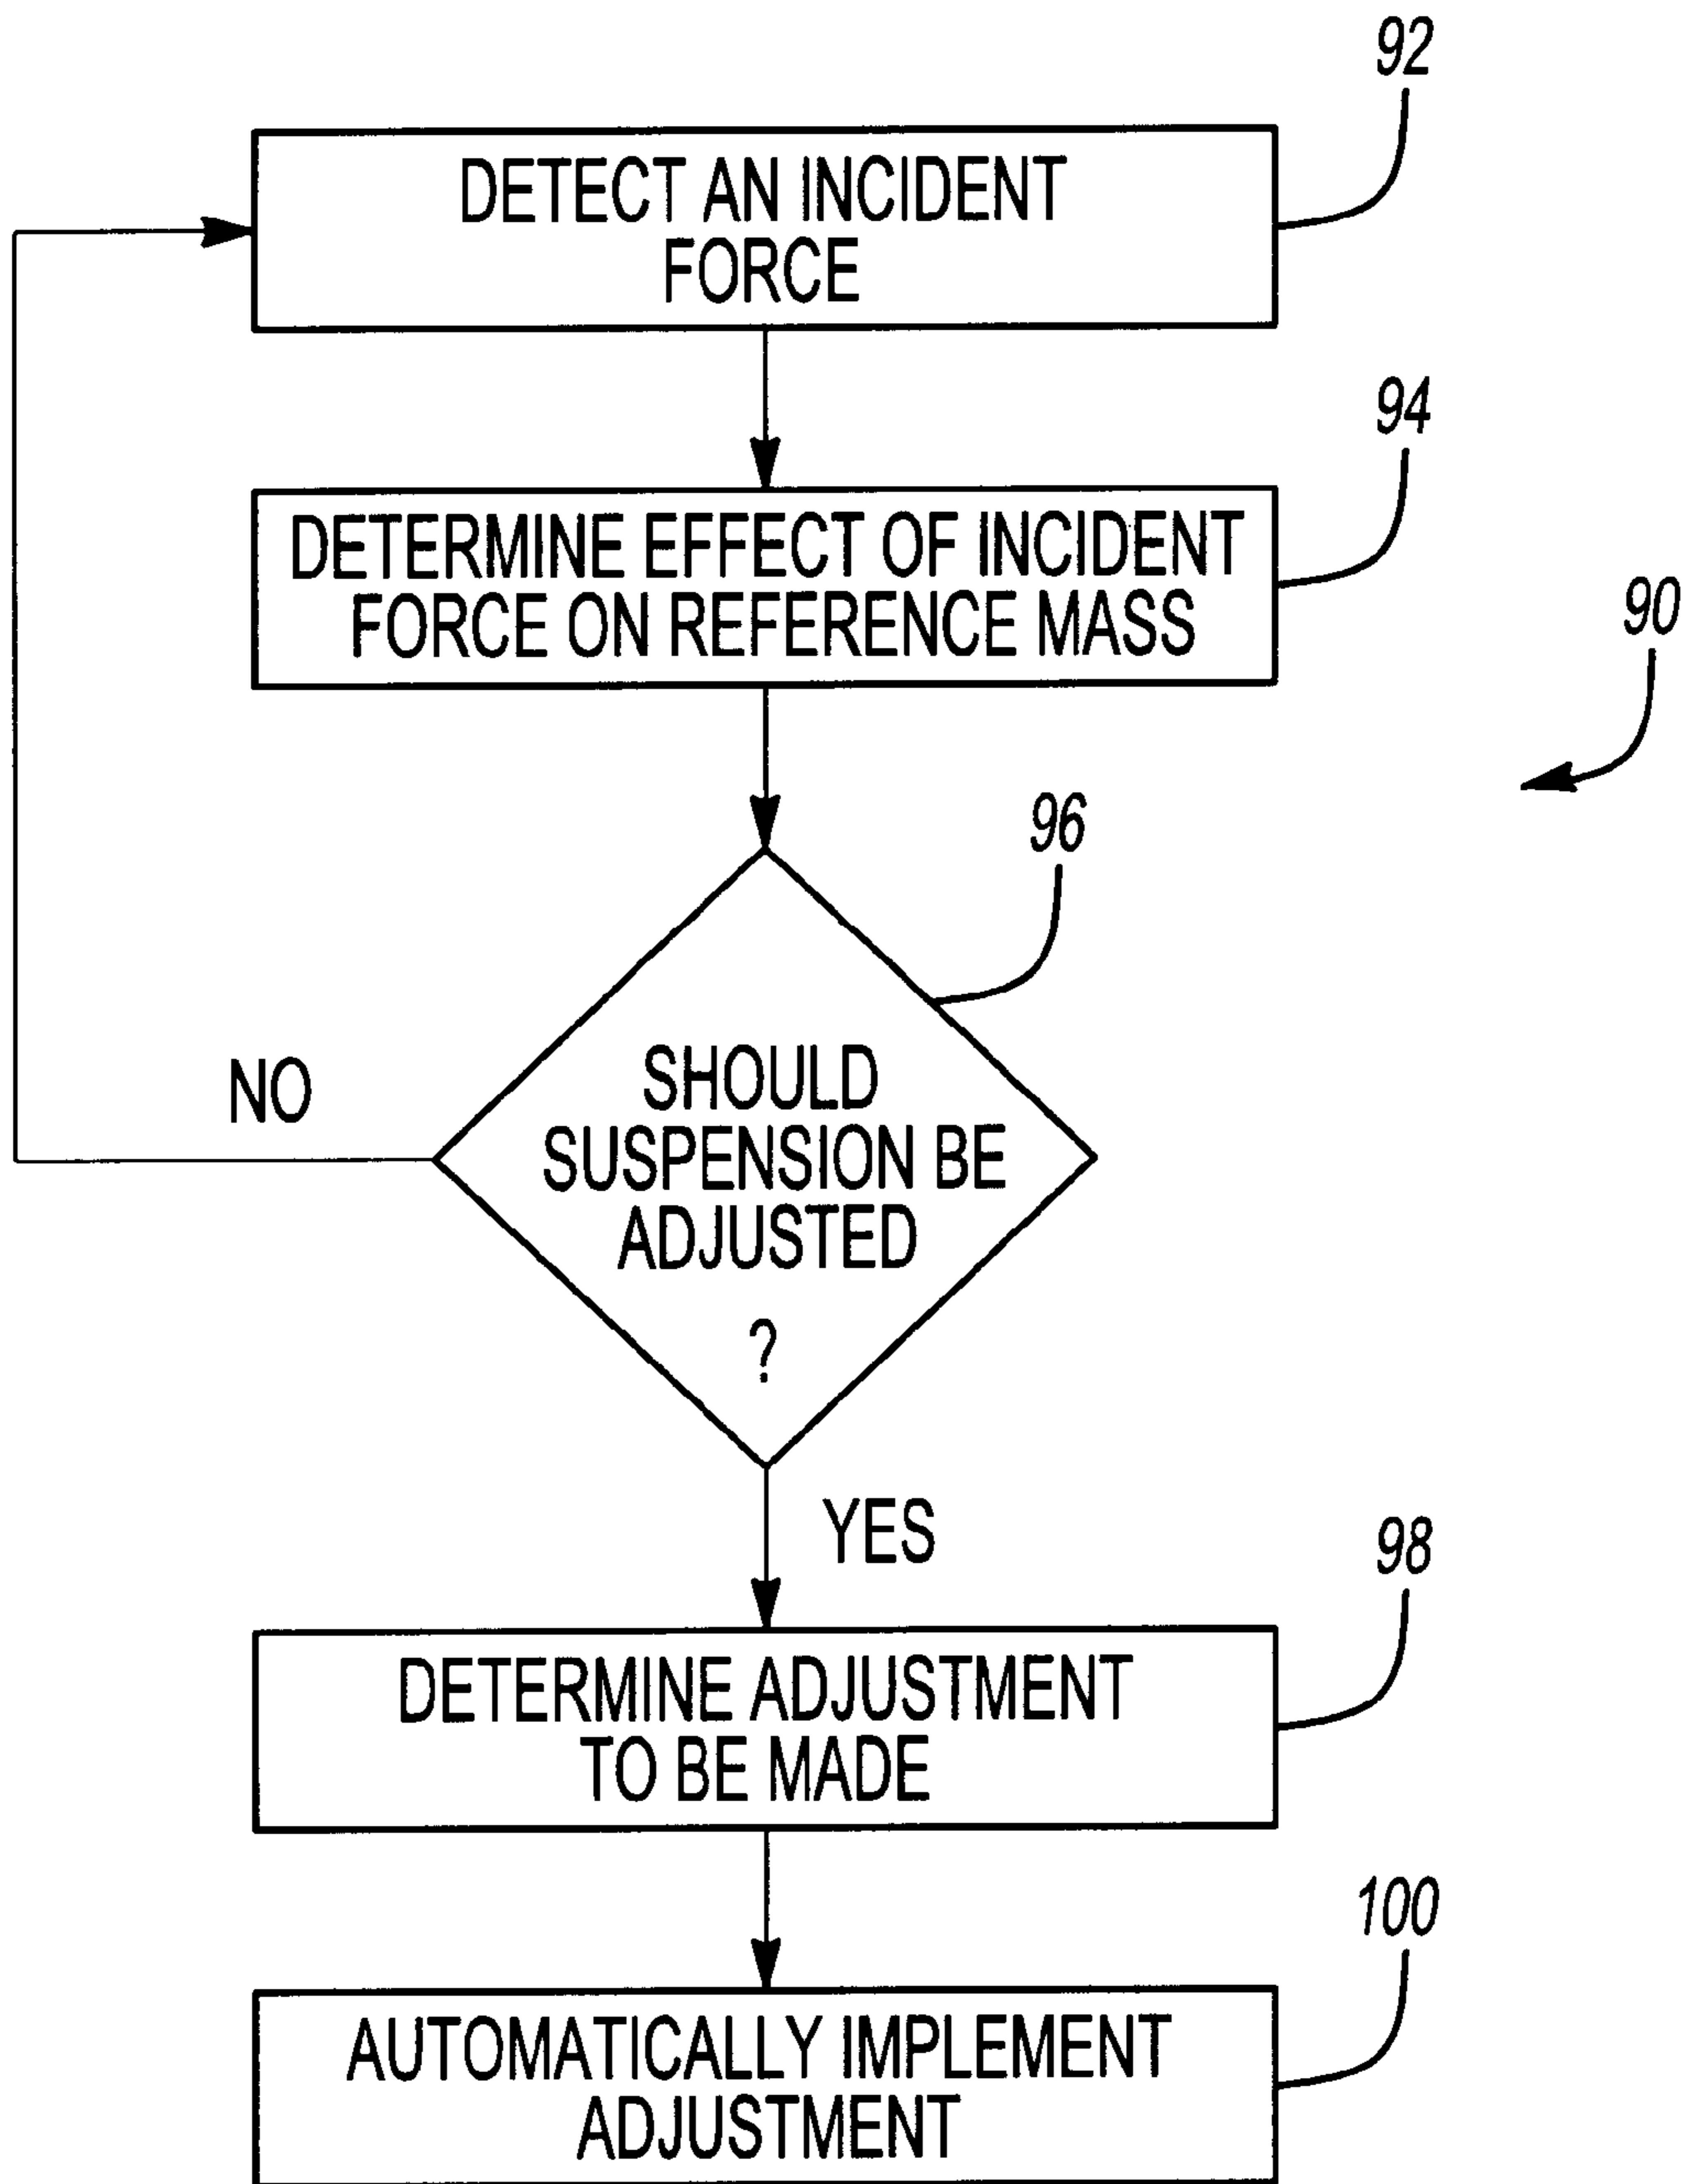 92
DETECT AN INCIDENT
FORCE
94
DETERMINE EFFECT OF INCIDENT
FORCE ON REFERENCE MASS
90
96
SHOULD
SUSPENSION BE
ADJUSTED
?
NO
YES
98
DETERMINE ADJUSTMENT
TO BE MADE
100
AUTOMATICALLY IMPLEMENT
ADJUSTMENT